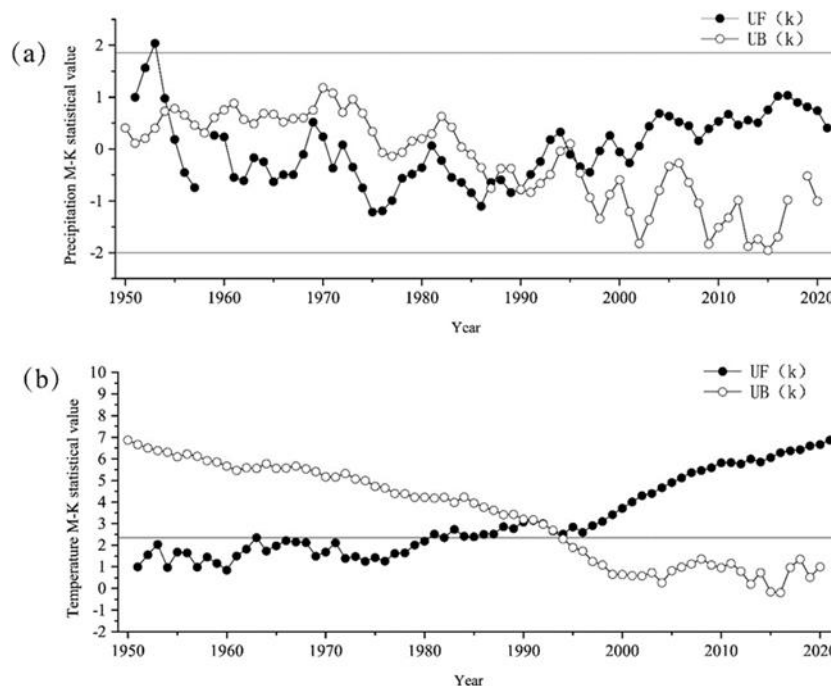 (a)
UF (k)
UB (k)
Precipitation M-K statistical value
2
1
0
-1
-2
1950 1960 1970 1980 1990 2000 2010 2020
Year
(b)
UF (k)
UB (k)
Temperature M-K statistical value
10
9
8
7
6
5
4
3
2
1
0
-1
-2
1950 1960 1970 1980 1990 2000 2010 2020
Year